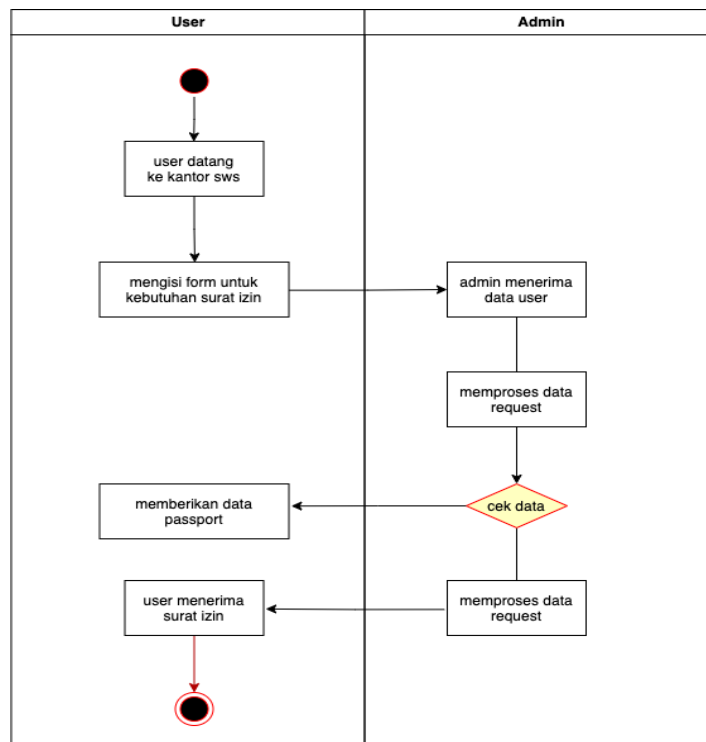 User
Admin
user datang
ke kantor sws
mengisi form untuk
kebutuhan surat izin
admin menerima
data user
memproses data
request
cek data
memberikan data
passport
user menerima
surat izin
memproses data
request